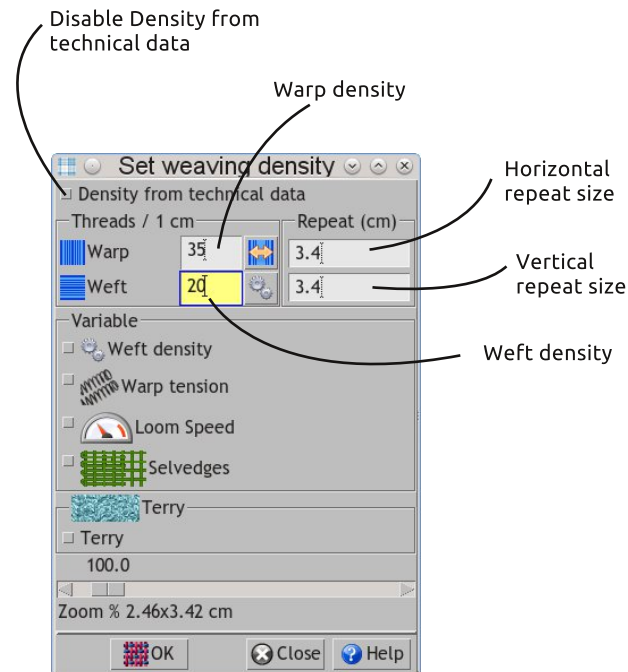 Disable Density from
technical data
Warp density
Set weaving density
Density from technical data
Horizontal
repeat size
Threads / 1 cm
Repeat (cm)
Warp
35
3.4
Vertical
repeat size
Weft
20
3.4
Variable
Weft density
Weft density
Warp tension
Loom Speed
Selvedges
Terry
Terry
100.0
Zoom % 2.46x3.42 cm
OK
Close
Help